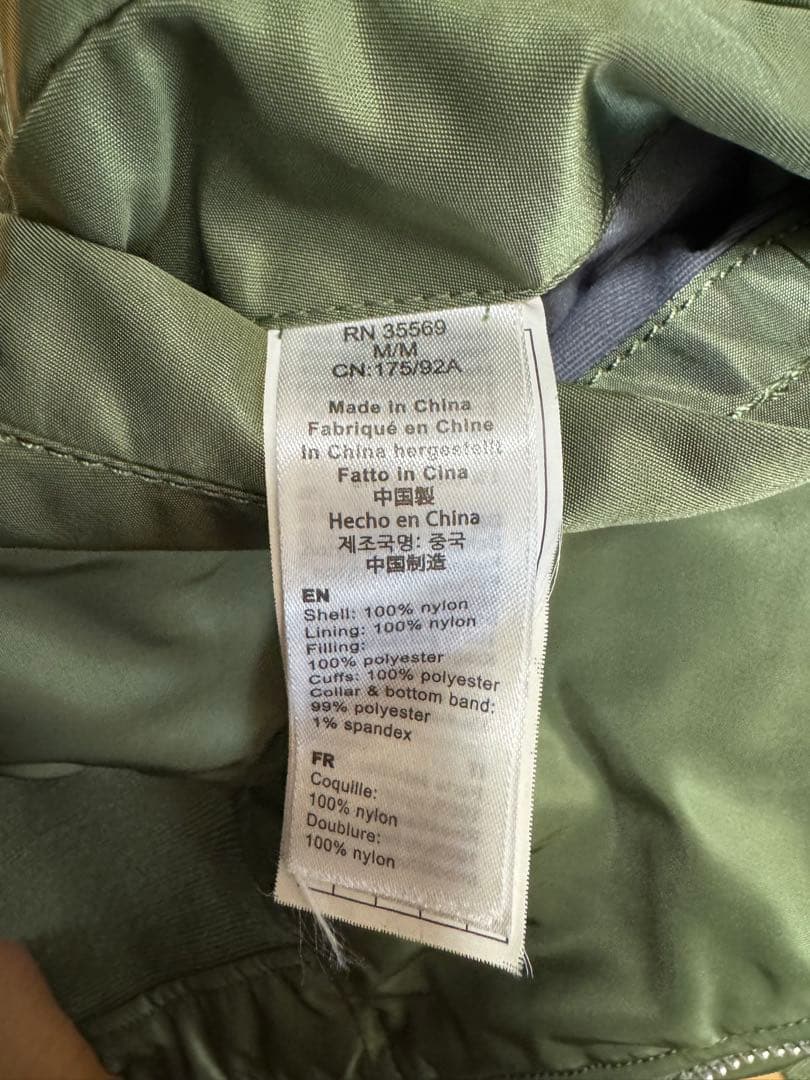 RN 35569
M/M
CN:175/92A
Made in China
Fabriqué en Chine
In China hergestellt
Fatto in Cina
中国製
Hecho en China
제조국명: 중국
中国制造
EN
Shell: 100% nylon
Lining: 100% nylon
Filling:
100% polyester
Cuffs: 100% polyester
Collar & bottom band:
99% polyester
1% spandex
FR
Coquille:
100% nylon
Doublure:
100% nylon